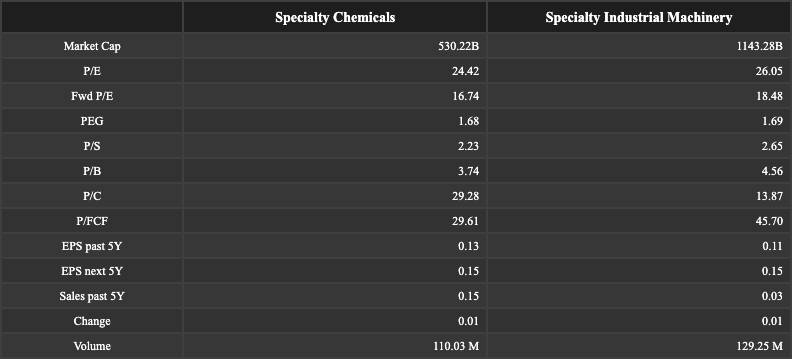 Specialty Chemicals Specialty Industrial Machinery
Market Cap 530.22B 1143.28B
P/E 24.42 26.05
Fwd P/E 16.74 18.48
PEG 1.68 1.69
P/S 2.23 2.65
P/B 3.74 4.56
P/C 29.28 13.87
P/FCF 29.61 45.70
EPS past 5Y 0.13 0.11
EPS next 5Y 0.15 0.15
Sales past 5Y 0.15 0.03
Change 0.01 0.01
Volume 110.03 M 129.25 M